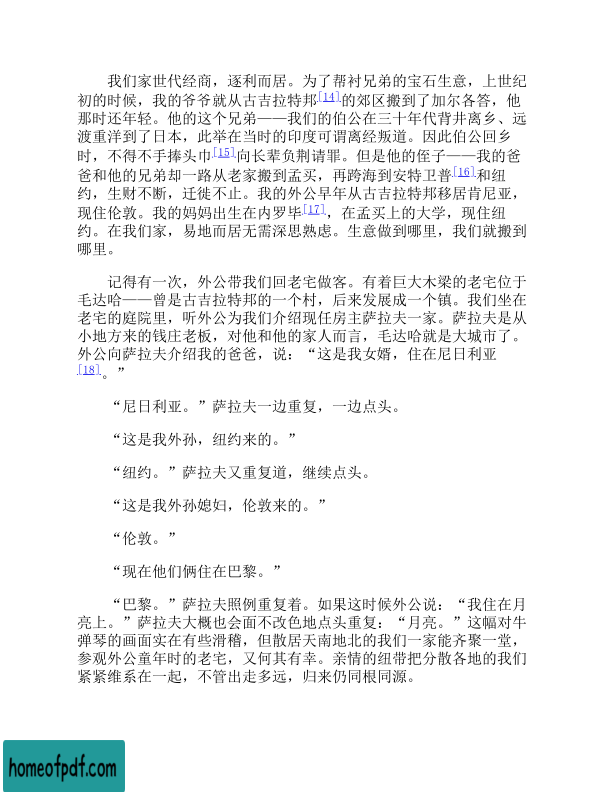 我们家世代经商，逐利而居。为了帮衬兄弟的宝石生意，上世纪
初的时候，我的爷爷就从古吉拉特邦[14]的郊区搬到了加尔各答，他
那时还年轻。他的这个兄弟——我们的伯公在三十年代背井离乡、远
渡重洋到了日本，此举在当时的印度可谓离经叛道。因此伯公回乡
时，不得不手捧头巾[15]向长辈负荆请罪。但是他的侄子——我的爸
爸和他的兄弟却一路从老家搬到孟买，再跨海到安特卫普[16]和纽
约，生财不断，迁徙不止。我的外公早年从古吉拉特邦移居肯尼亚，
现住伦敦。我的妈妈出生在内罗毕[17]，在孟买上的大学，现住纽
约。在我们家，易地而居无需深思熟虑。生意做到哪里，我们就搬到
哪里。
记得有一次，外公带我们回老宅做客。有着巨大木梁的老宅位于
毛达哈——曾是古吉拉特邦的一个村，后来发展成一个镇。我们坐在
老宅的庭院里，听外公为我们介绍现任房主萨拉夫一家。萨拉夫是从
小地方来的钱庄老板，对他和他的家人而言，毛达哈就是大城市了。
外公向萨拉夫介绍我的爸爸，说：“这是我女婿，住在尼日利亚
[18]。”
“尼日利亚。”萨拉夫一边重复，一边点头。
“这是我外孙，纽约来的。”
“纽约。”萨拉夫又重复道，继续点头。
“这是我外孙媳妇，伦敦来的。”
“伦敦。”
“现在他们俩住在巴黎。”
“巴黎。”萨拉夫照例重复着。如果这时候外公说：“我住在月
亮上。”萨拉夫大概也会面不改色地点头重复：“月亮。”这幅对牛
弹琴的画面实在有些滑稽，但散居天南地北的我们一家能齐聚一堂，
参观外公童年时的老宅，又何其有幸。亲情的纽带把分散各地的我们
紧紧维系在一起，不管出走多远，归来仍同根同源。
homeofpdf.com